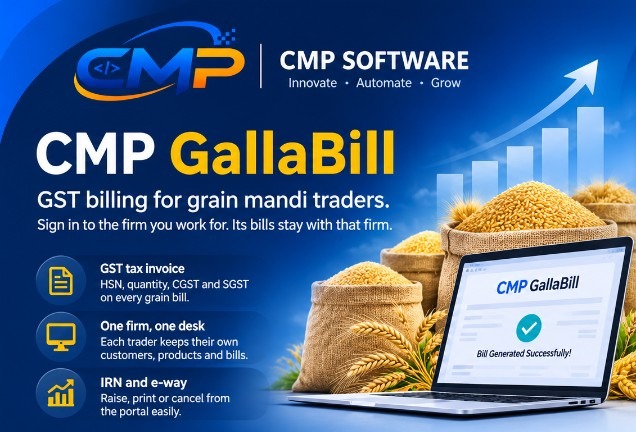 </>
CMP
CMP SOFTWARE
Innovate • Automate • Grow
CMP GallaBill
GST billing for grain mandi traders.
Sign in to the firm you work for. Its bills stay with that firm.
GST tax invoice
HSN, quantity, CGST and SGST
on every grain bill.
One firm, one desk
Each trader keeps their own
customers, products and bills.
IRN and e-way
Raise, print or cancel from
the portal easily.
CMP GallaBill
Bill Generated Successfully!